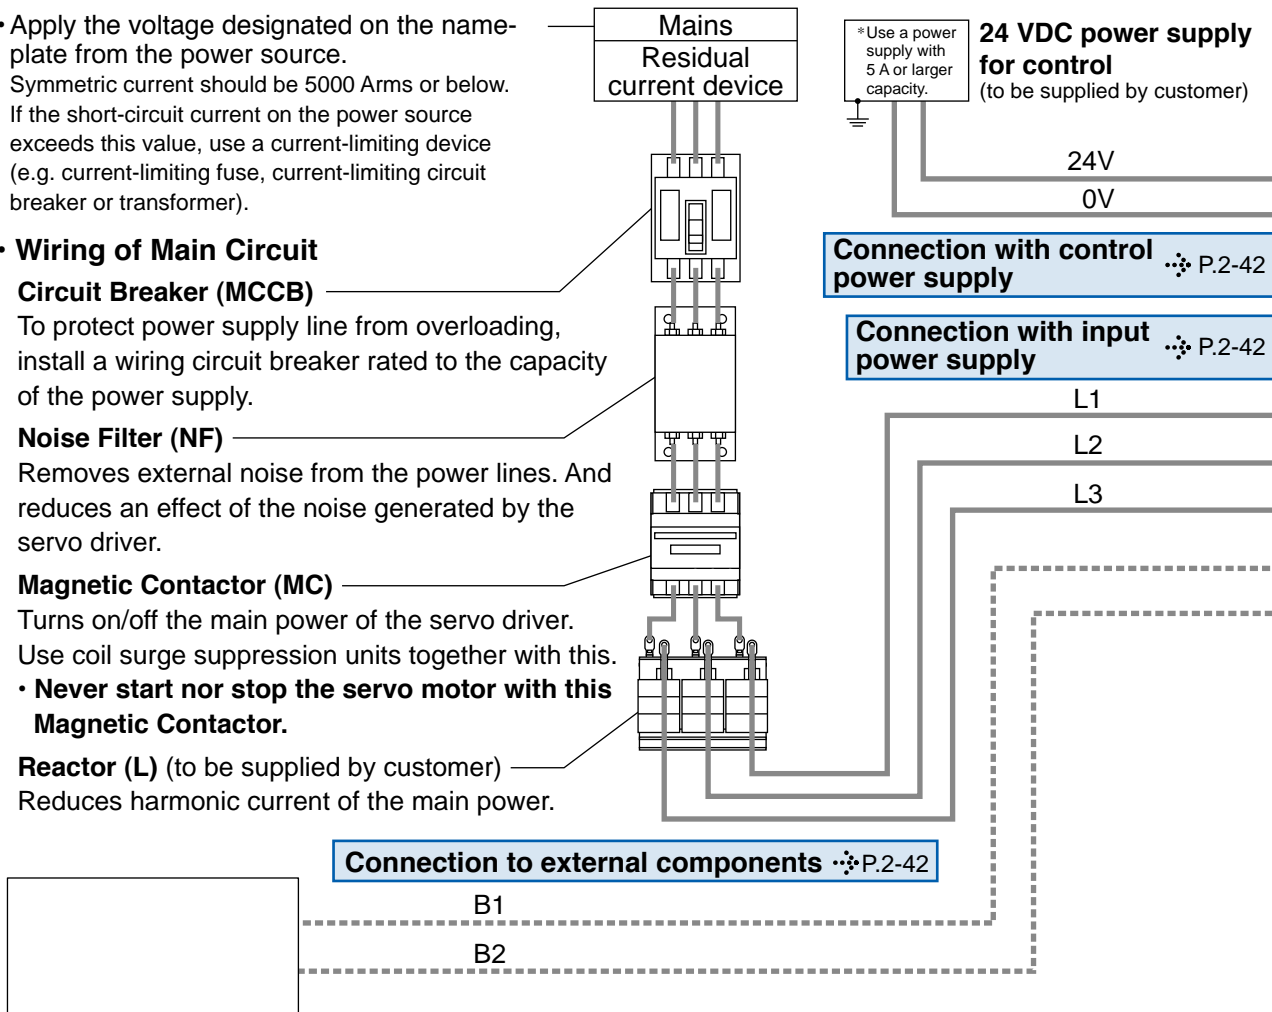 • Apply the voltage designated on the name-
plate from the power source.
Symmetric current should be 5000 Arms or below.
If the short-circuit current on the power source
exceeds this value, use a current-limiting device
(e.g. current-limiting fuse, current-limiting circuit
breaker or transformer).
• Wiring of Main Circuit
Circuit Breaker (MCCB)
To protect power supply line from overloading,
install a wiring circuit breaker rated to the capacity
of the power supply.
Noise Filter (NF)
Removes external noise from the power lines. And
reduces an effect of the noise generated by the
servo driver.
Magnetic Contactor (MC)
Turns on/off the main power of the servo driver.
Use coil surge suppression units together with this.
• Never start nor stop the servo motor with this
Magnetic Contactor.
Reactor (L) (to be supplied by customer)
Reduces harmonic current of the main power.
Mains
Residual
current device
*Use a power
supply with
5 A or larger
capacity.
24 VDC power supply
for control
(to be supplied by customer)
24V
0V
Connection with control
power supply P.2-42
Connection with input
power supply P.2-42
L1
L2
L3
Connection to external components P.2-42
B1
B2